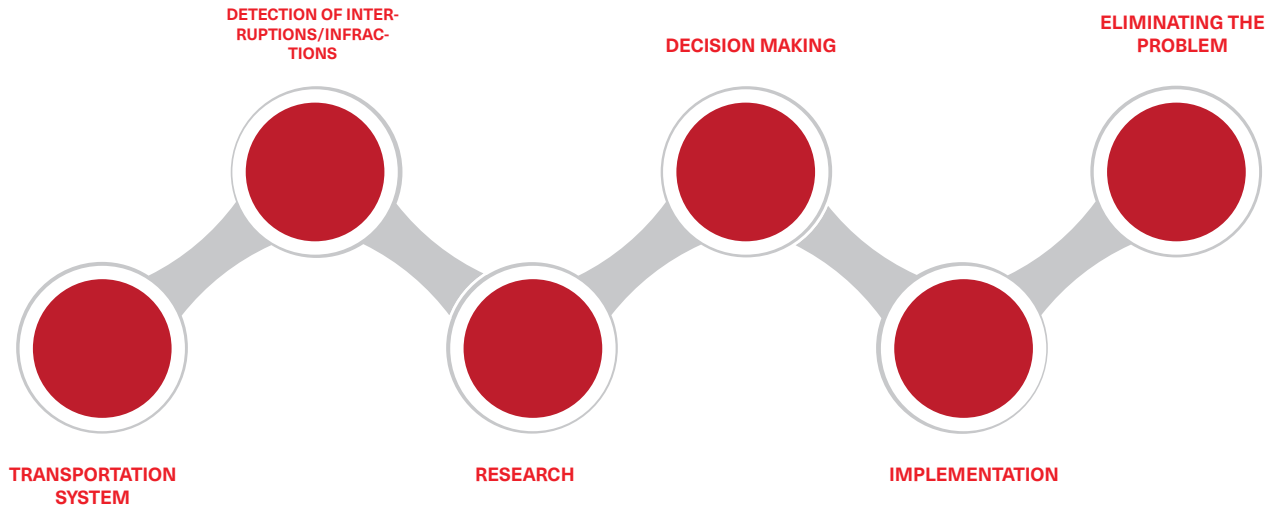 DETECTION OF INTER-
RUPTIONS/INFRAC-
TIONS
DECISION MAKING
ELIMINATING THE
PROBLEM
TRANSPORTATION
SYSTEM
RESEARCH
IMPLEMENTATION